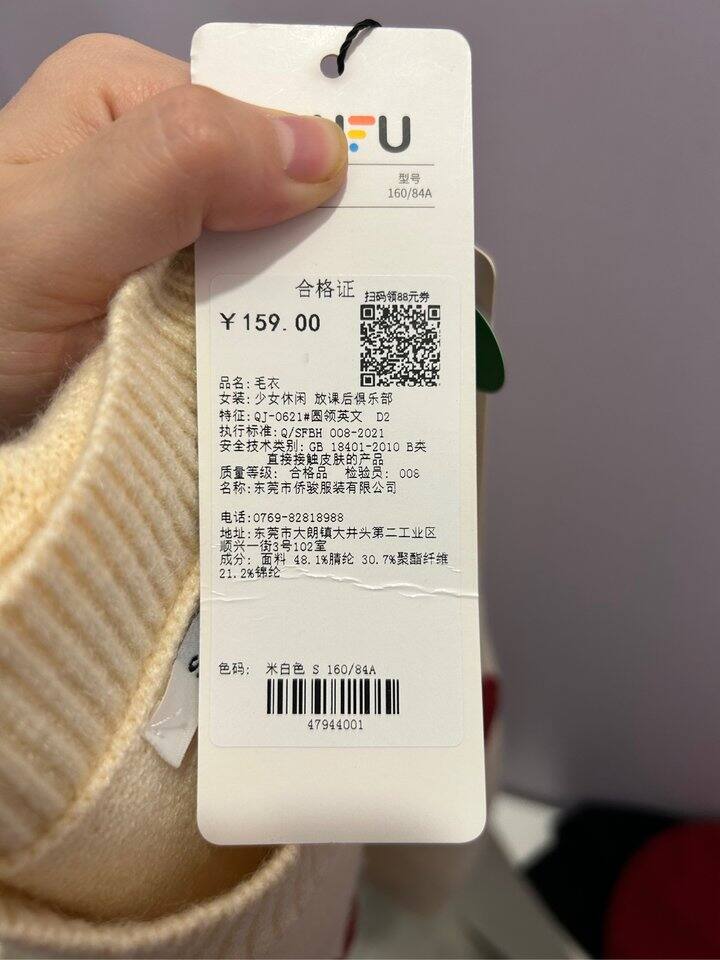 FU
型号
160/84A
合格证
扫码领88元券
￥159.00
品名:毛衣
女装:少女休闲 放课后俱乐部
特征:QJ-0621#圆领英文 D2
执行标准:Q/SFBH 008-2021
安全技术类别:GB 18401-2010 B类
直接接触皮肤的产品
质量等级: 合格品 检验员: 008
名称:东莞市侨骏服装有限公司
电话:0769-82818988
地址:东莞市大朗镇大井头第二工业区
顺兴一街3号102室
成分: 面料 48.1%腈纶 30.7%聚酯纤维
21.2%锦纶
色码: 米白色 S 160/84A
47944001